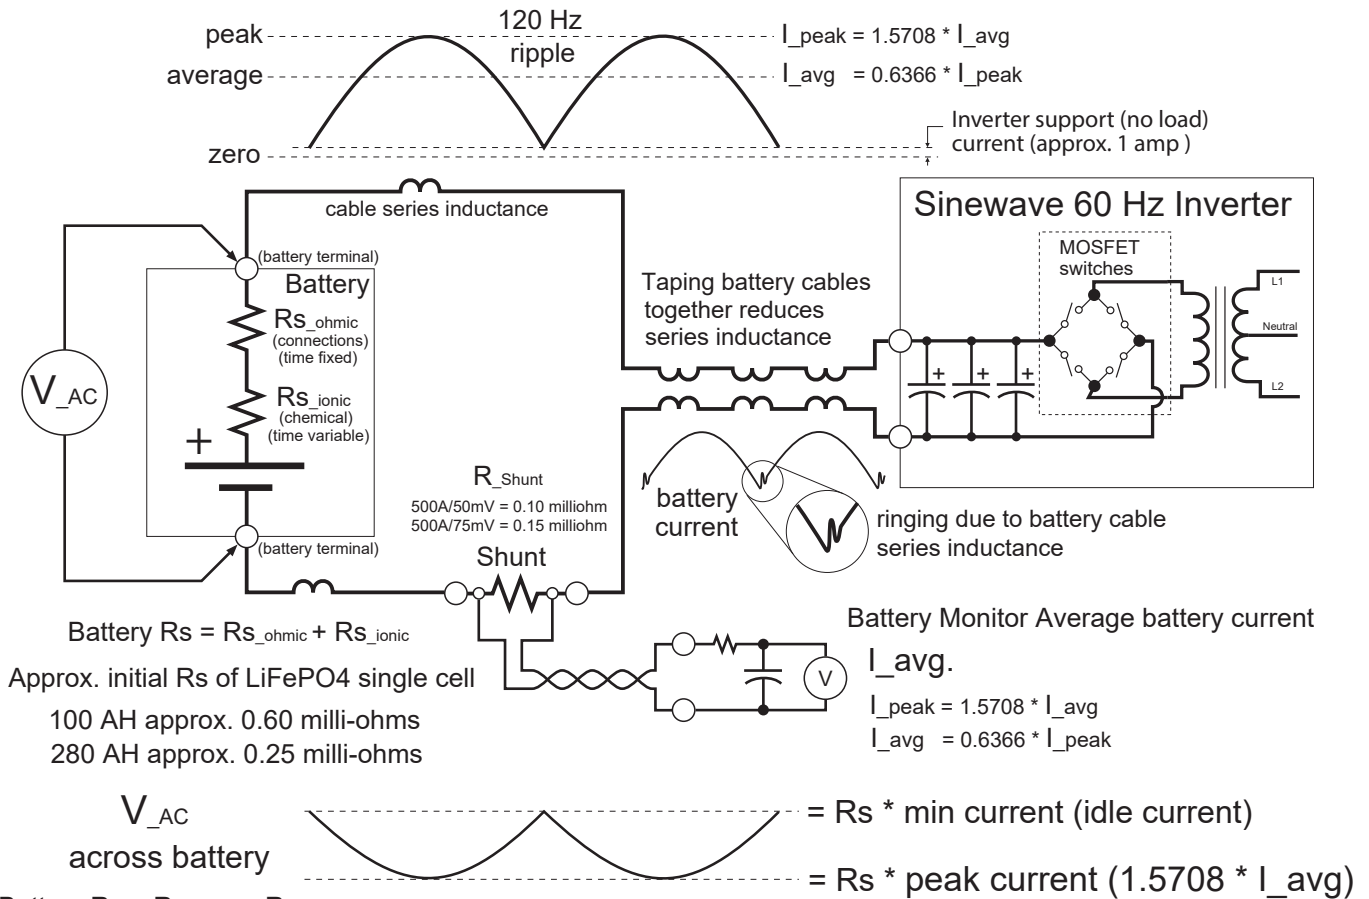 120 Hz
ripple
peak
I_peak = 1.5708 * I_avg
average
I_avg = 0.6366 * I_peak
zero
Inverter support (no load)
current (approx. 1 amp )
cable series inductance
Sinewave 60 Hz Inverter
MOSFET
switches
L1
Neutral
L2
(battery terminal)
Battery
Rs_ohmic
(connections)
(time fixed)
Rs_ionic
(chemical)
(time variable)
+
V_AC
(battery terminal)
Taping battery cables
together reduces
series inductance
+
+
+
R_Shunt
500A/50mV = 0.10 milliohm
500A/75mV = 0.15 milliohm
Shunt
battery
current
ringing due to battery cable
series inductance
Battery Rs = Rs_ohmic + Rs_ionic
Approx. initial Rs of LiFePO4 single cell
100 AH approx. 0.60 milli-ohms
280 AH approx. 0.25 milli-ohms
V
Battery Monitor Average battery current
I_avg.
I_peak = 1.5708 * I_avg
I_avg = 0.6366 * I_peak
V_AC
across battery
= Rs * min current (idle current)
= Rs * peak current (1.5708 * I_avg)